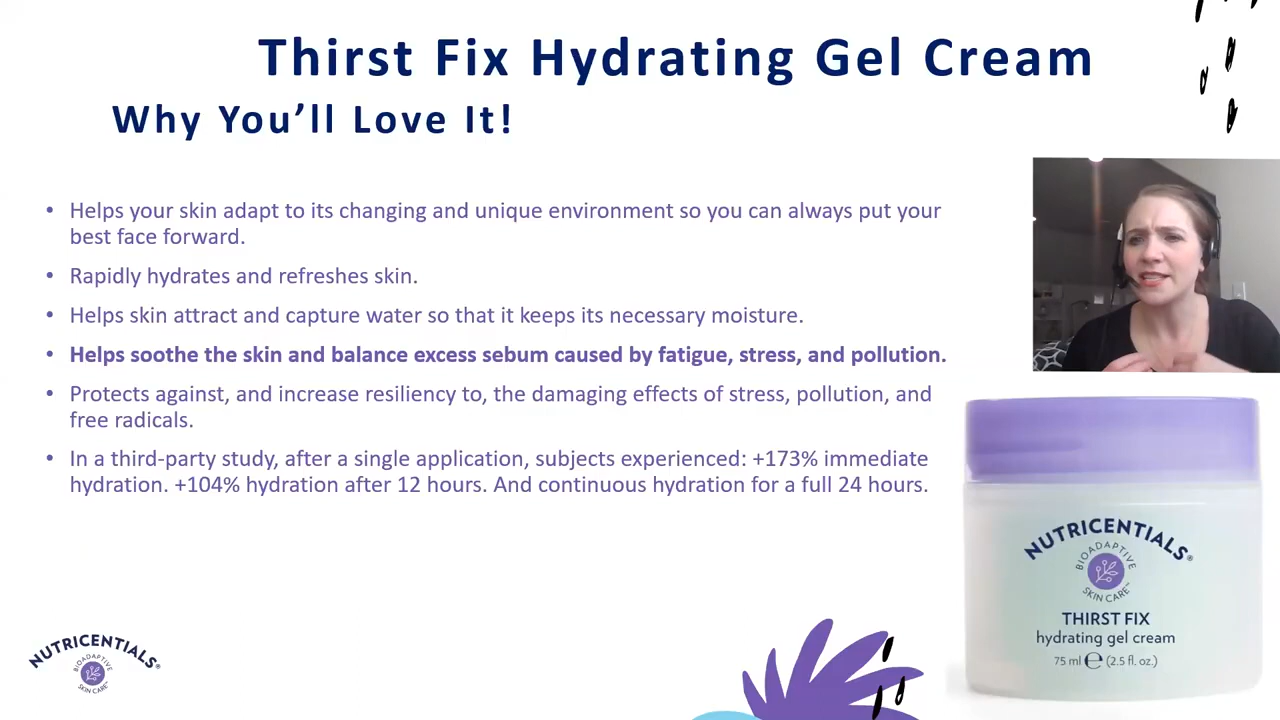 Thirst Fix Hydrating Gel Cream
Why You’ll Love It!
• Helps your skin adapt to its changing and unique environment so you can always put your
best face forward.
• Rapidly hydrates and refreshes skin.
• Helps skin attract and capture water so that it keeps its necessary moisture.
• Helps soothe the skin and balance excess sebum caused by fatigue, stress, and pollution.
• Protects against, and increase resiliency to, the damaging effects of stress, pollution, and
free radicals.
• In a third-party study, after a single application, subjects experienced: +173% immediate
hydration. +104% hydration after 12 hours. And continuous hydration for a full 24 hours.
NUTRICENTIALS®
BIOADAPTIVE
SKIN CARE™
THIRST FIX
hydrating gel cream
75 ml ℮ (2.5 fl. oz.)
NUTRICENTIALS®
BIOADAPTIVE
SKIN CARE™